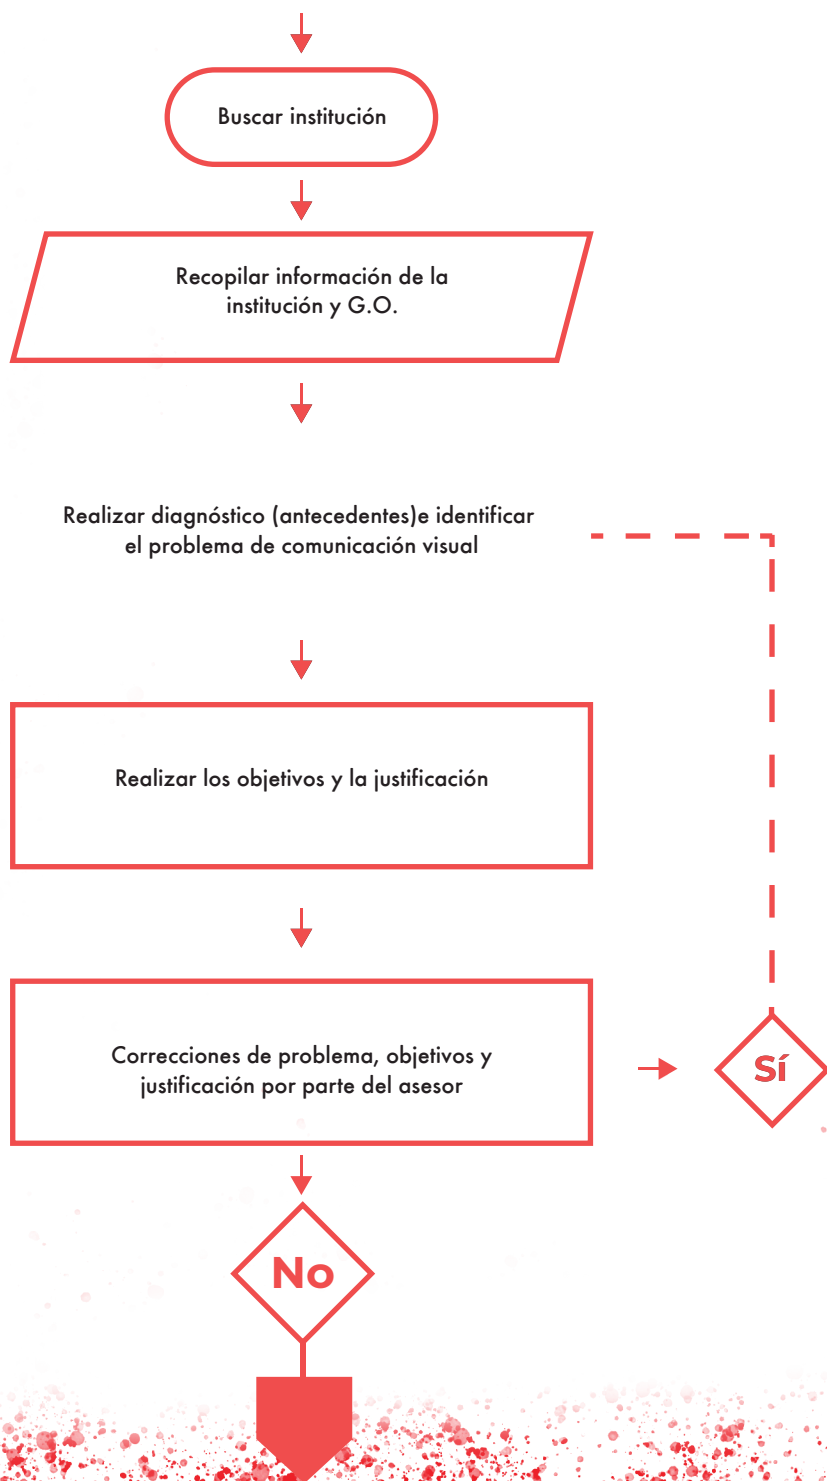 Buscar institución
Recopilar información de la
institución y G.O.
Realizar diagnóstico (antecedentes)e identificar
el problema de comunicación visual
Realizar los objetivos y la justificación
Correcciones de problema, objetivos y
justificación por parte del asesor
Sí
No